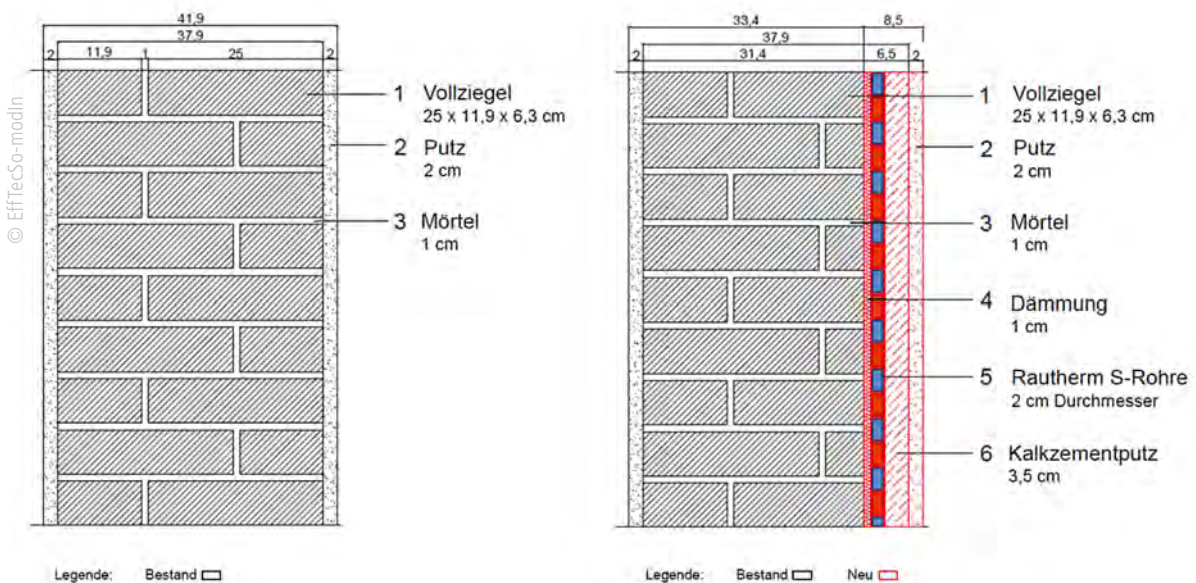 41,9
37,9
2
11,9
1
25
2
1 Vollziegel
25 x 11,9 x 6,3 cm
2 Putz
2 cm
3 Mörtel
1 cm
Legende: Bestand
© EffTecSo-modIn
33,4
8,5
37,9
2
31,4
6,5
2
1 Vollziegel
25 x 11,9 x 6,3 cm
2 Putz
2 cm
3 Mörtel
1 cm
4 Dämmung
1 cm
5 Rautherm S-Rohre
2 cm Durchmesser
6 Kalkzementputz
3,5 cm
Legende: Bestand Neu